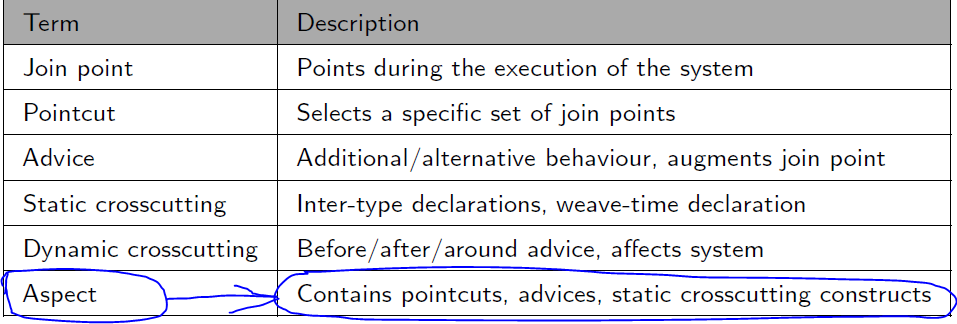 Term Description
Join point Points during the execution of the system
Pointcut Selects a specific set of join points
Advice Additional/alternative behaviour, augments join point
Static crosscutting Inter-type declarations, weave-time declaration
Dynamic crosscutting Before/after/around advice, affects system
Aspect Contains pointcuts, advices, static crosscutting constructs